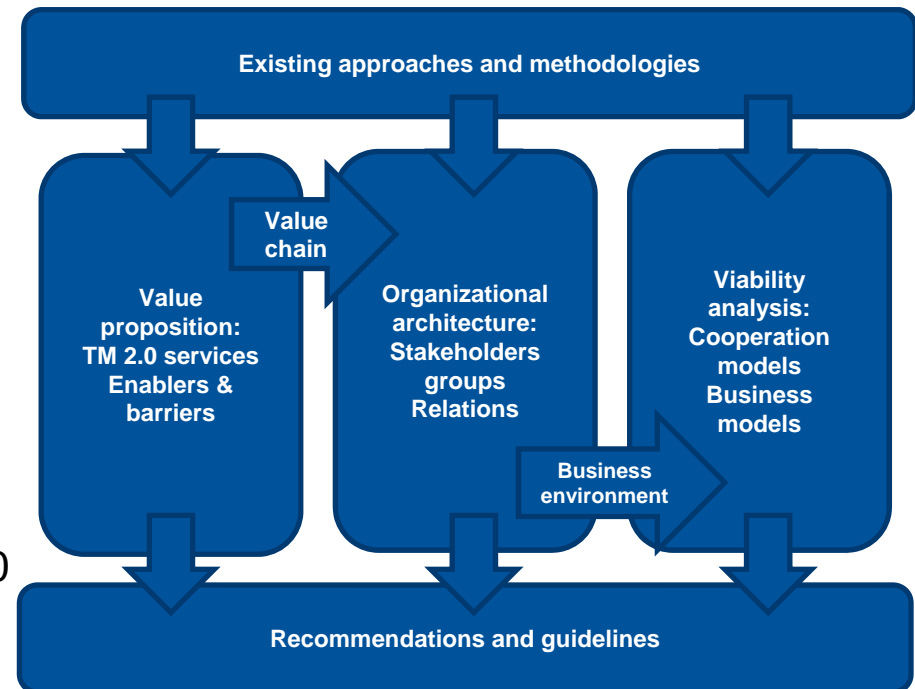 Existing approaches and methodologies
Value
chain
Value
proposition:
TM 2.0 services
Enablers &
barriers
Organizational
architecture:
Stakeholders
groups
Relations
Viability
analysis:
Cooperation
models
Business
models
Business
environment
0
Recommendations and guidelines